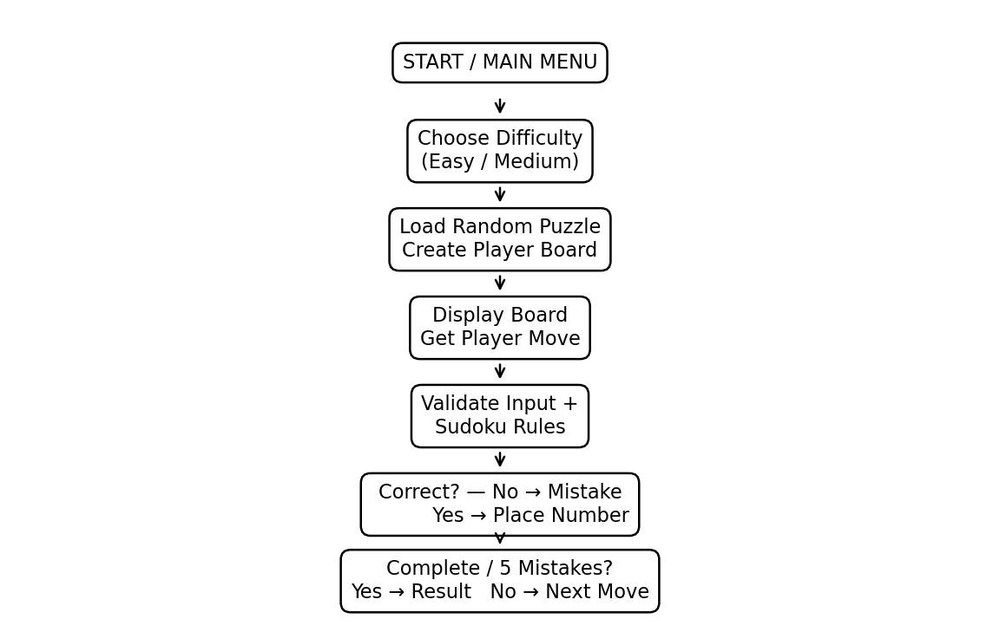 START / MAIN MENU
Choose Difficulty
(Easy / Medium)
Load Random Puzzle
Create Player Board
Display Board
Get Player Move
Validate Input +
Sudoku Rules
Correct? — No → Mistake
Yes → Place Number
Complete / 5 Mistakes?
Yes → Result   No → Next Move